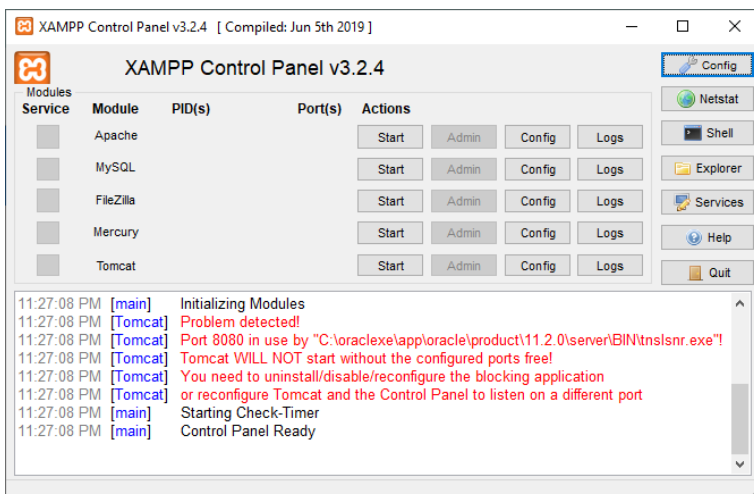 XAMPP Control Panel v3.2.4 [ Compiled: Jun 5th 2019 ]
XAMPP Control Panel v3.2.4
Config
Modules
Service Module PID(s) Port(s) Actions
Netstat
Apache Start Admin Config Logs
Shell
MySQL Start Admin Config Logs
Explorer
FileZilla Start Admin Config Logs
Services
Mercury Start Admin Config Logs
Help
Tomcat Start Admin Config Logs
Quit
11:27:08 PM [main] Initializing Modules
11:27:08 PM [Tomcat] Problem detected!
11:27:08 PM [Tomcat] Port 8080 in use by "C:\oraclexe\app\oracle\product\11.2.0\server\BIN\tnslsnr.exe"!
11:27:08 PM [Tomcat] Tomcat WILL NOT start without the configured ports free!
11:27:08 PM [Tomcat] You need to uninstall/disable/reconfigure the blocking application
11:27:08 PM [Tomcat] or reconfigure Tomcat and the Control Panel to listen on a different port
11:27:08 PM [main] Starting Check-Timer
11:27:08 PM [main] Control Panel Ready